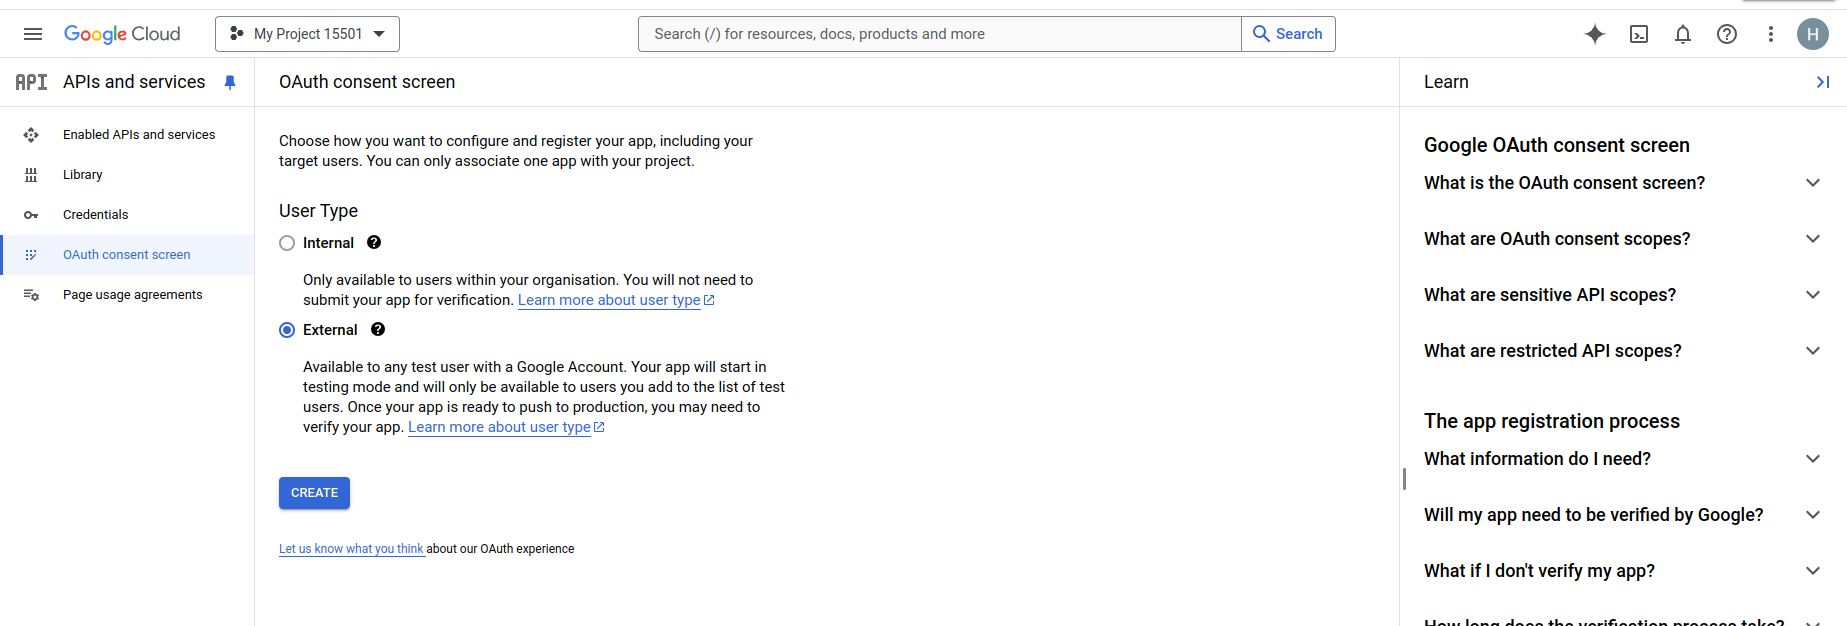 Google Cloud
My Project 15501
Search (/) for resources, docs, products and more
Search
H
API
APIs and services
Enabled APIs and services
Library
Credentials
OAuth consent screen
Page usage agreements
OAuth consent screen
Choose how you want to configure and register your app, including your
target users. You can only associate one app with your project.
User Type
Internal
Only available to users within your organisation. You will not need to
submit your app for verification. Learn more about user type
External
Available to any test user with a Google Account. Your app will start in
testing mode and will only be available to users you add to the list of test
users. Once your app is ready to push to production, you may need to
verify your app. Learn more about user type
CREATE
Let us know what you think about our OAuth experience
Learn
Google OAuth consent screen
What is the OAuth consent screen?
What are OAuth consent scopes?
What are sensitive API scopes?
What are restricted API scopes?
The app registration process
What information do I need?
Will my app need to be verified by Google?
What if I don't verify my app?
How long does the verification process take?